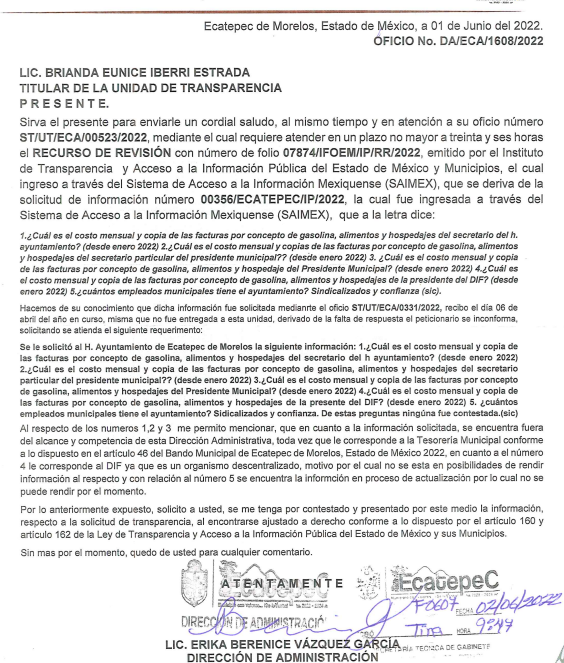 Ecatepec de Morelos, Estado de México, a 01 de Junio del 2022.
OFICIO No. DA/ECA/1608/2022
LIC. BRIANDA EUNICE IBERRI ESTRADA
TITULAR DE LA UNIDAD DE TRANSPARENCIA
P R E S E N T E.
Sirva el presente para enviarle un cordial saludo, al mismo tiempo y en atención a su oficio número
ST/UT/ECA/00523/2022, mediante el cual requiere atender en un plazo no mayor a treinta y ses horas
el RECURSO DE REVISIÓN con número de folio 07874/IFOEM/IP/RR/2022, emitido por el Instituto
de Transparencia y Acceso a la Información Pública del Estado de México y Municipios, el cual
ingreso a través del Sistema de Acceso a la Información Mexiquense (SAIMEX), que se deriva de la
solicitud de información número 00356/ECATEPEC/IP/2022, la cual fue ingresada a través del
Sistema de Acceso a la Información Mexiquense (SAIMEX), que a la letra dice:
1.¿Cuál es el costo mensual y copia de las facturas por concepto de gasolina, alimentos y hospedajes del secretario del h.
ayuntamiento? (desde enero 2022) 2.¿Cuál es el costo mensual y copias de las facturas por concepto de gasolina, alimentos
y hospedajes del secretario particular del presidente municipal?? (desde enero 2022) 3. ¿Cuál es el costo mensual y copia
de las facturas por concepto de gasolina, alimentos y hospedaje del Presidente Municipal? (desde enero 2022) 4.¿Cuál es
el costo mensual y copia de las facturas por concepto de gasolina, alimentos y hospedajes de la presidente del DIF? (desde
enero 2022) 5.¿cuántos empleados municipales tiene el ayuntamiento? Sindicalizados y confianza (sic).
Hacemos de su conocimiento que dicha información fue solicitada mediante el oficio ST/UT/ECA/0331/2022, recibo el día 06 de
abril del año en curso, misma que no fue entregada a esta unidad, derivado de la falta de respuesta el peticionario se inconforma,
solicitando se atienda el siguiente requerimento:
Se le solicitó al H. Ayuntamiento de Ecatepec de Morelos la siguiente información: 1.¿Cuál es el costo mensual y copia de
las facturas por concepto de gasolina, alimentos y hospedajes del secretario del h ayuntamiento? (desde enero 2022)
2.¿Cuál es el costo mensual y copia de las facturas por concepto de gasolina, alimentos y hospedajes del secretario
particular del presidente municipal?? (desde enero 2022) 3.¿Cuál es el costo mensual y copia de las facturas por concepto
de gasolina, alimentos y hospedajes del Presidente Municipal? (desde enero 2022) 4.¿Cuál es el costo mensual y copia de
las facturas por concepto de gasolina, alimentos y hospedajes de la presente del DIF? (desde enero 2022) 5. ¿cuántos
empleados municipales tiene el ayuntamiento? Sidicalizados y confianza. De estas preguntas ningúna fue contestada.(sic)
Al respecto de los numeros 1,2 y 3 me permito mencionar, que en cuanto a la información solicitada, se encuentra fuera
del alcance y competencia de esta Dirección Administrativa, toda vez que le corresponde a la Tesorería Municipal conforme
a lo dispuesto en el artículo 46 del Bando Municipal de Ecatepec de Morelos, Estado de México 2022, en cuanto a el número
4 le corresponde al DIF ya que es un organismo descentralizado, motivo por el cual no se esta en posibilidades de rendir
información al respecto y con relación al número 5 se encuentra la informción en proceso de actualización por lo cual no se
puede rendir por el momento.
Por lo anteriormente expuesto, solicito a usted, se me tenga por contestado y presentado por este medio la información,
respecto a la solicitud de transparencia, al encontrarse ajustado a derecho conforme a lo dispuesto por el articulo 160 y
articulo 162 de la Ley de Transparencia y Acceso a la Información Pública del Estado de México y sus Municipios.
Sin mas por el momento, quedo de usted para cualquier comentario.
ATENTAMENTE
Ecatepec
F0607 FECHA 02/06/2022
DIRECCIÓN DE ADMINISTRACIÓN
HORA 9:47
LIC. ERIKA BERENICE VÁZQUEZ GARCÍA
SECRETARÍA TECNICA DE GABINETE
DIRECCIÓN DE ADMINISTRACIÓN